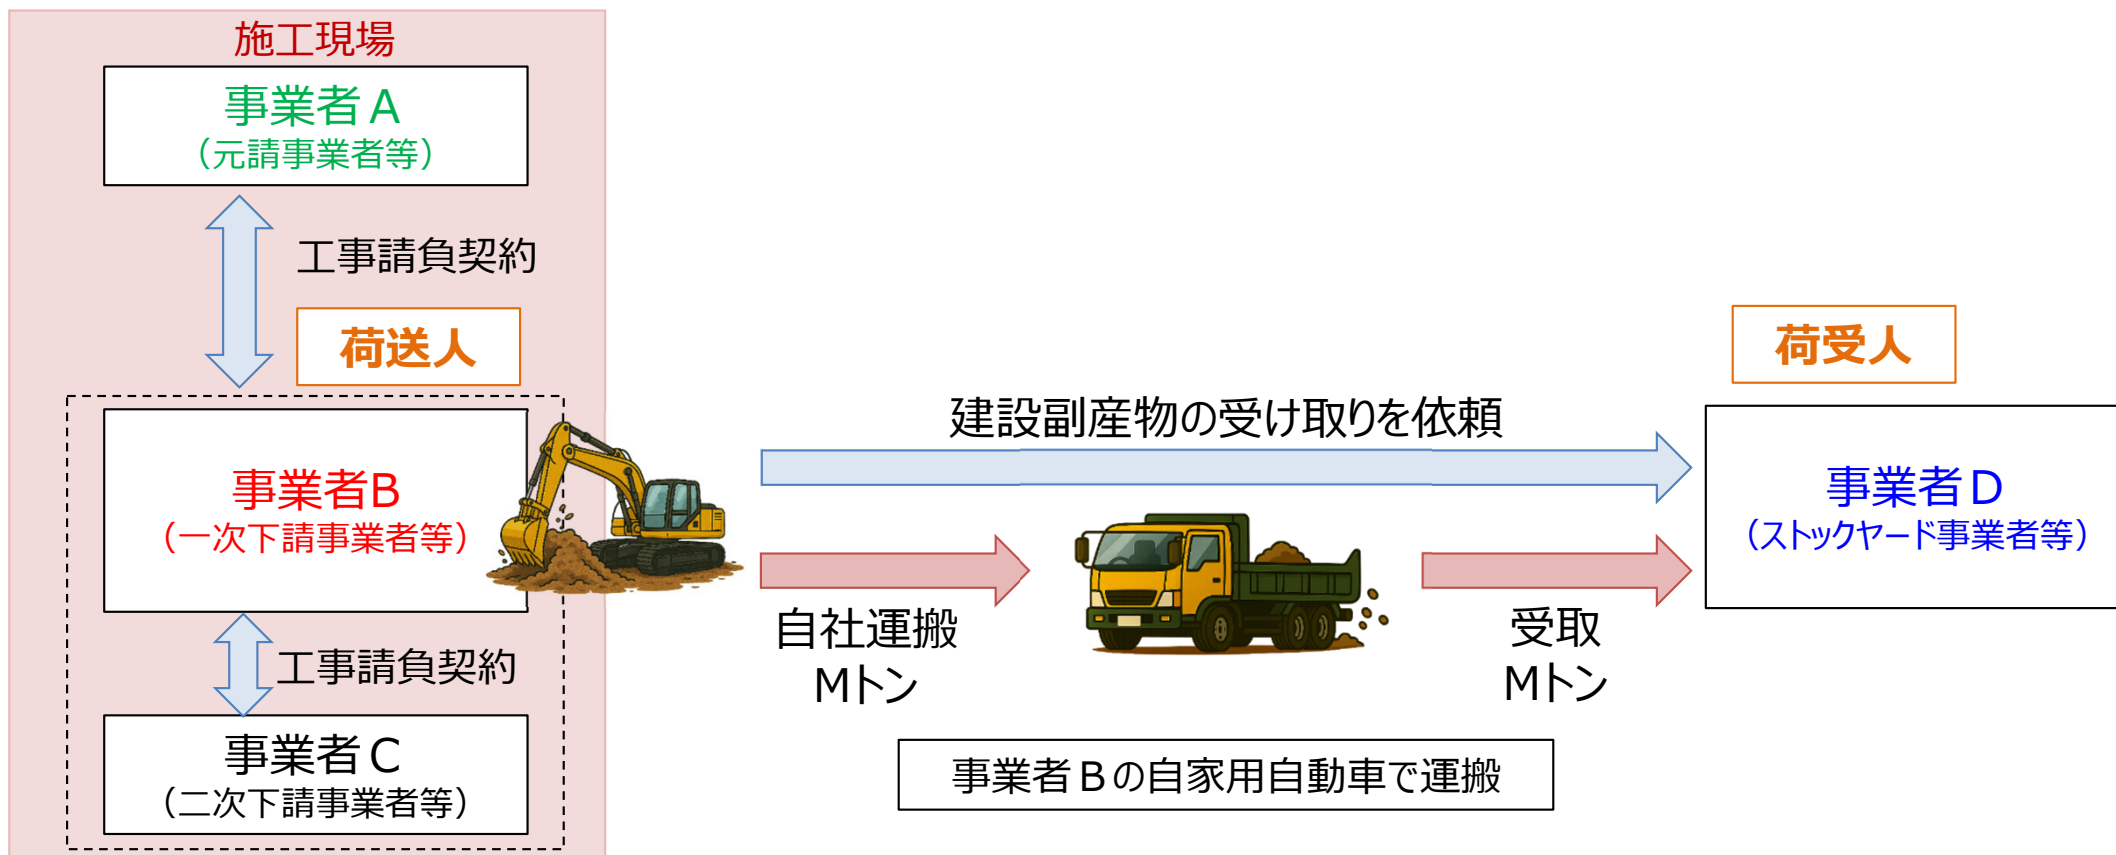 施工現場
事業者A
（元請事業者等）
工事請負契約
荷送人
事業者B
（一次下請事業者等）
工事請負契約
事業者C
（二次下請事業者等）
建設副産物の受け取りを依頼
自社運搬
Mトン
受取
Mトン
事業者Bの自家用自動車で運搬
荷受人
事業者D
（ストックヤード事業者等）